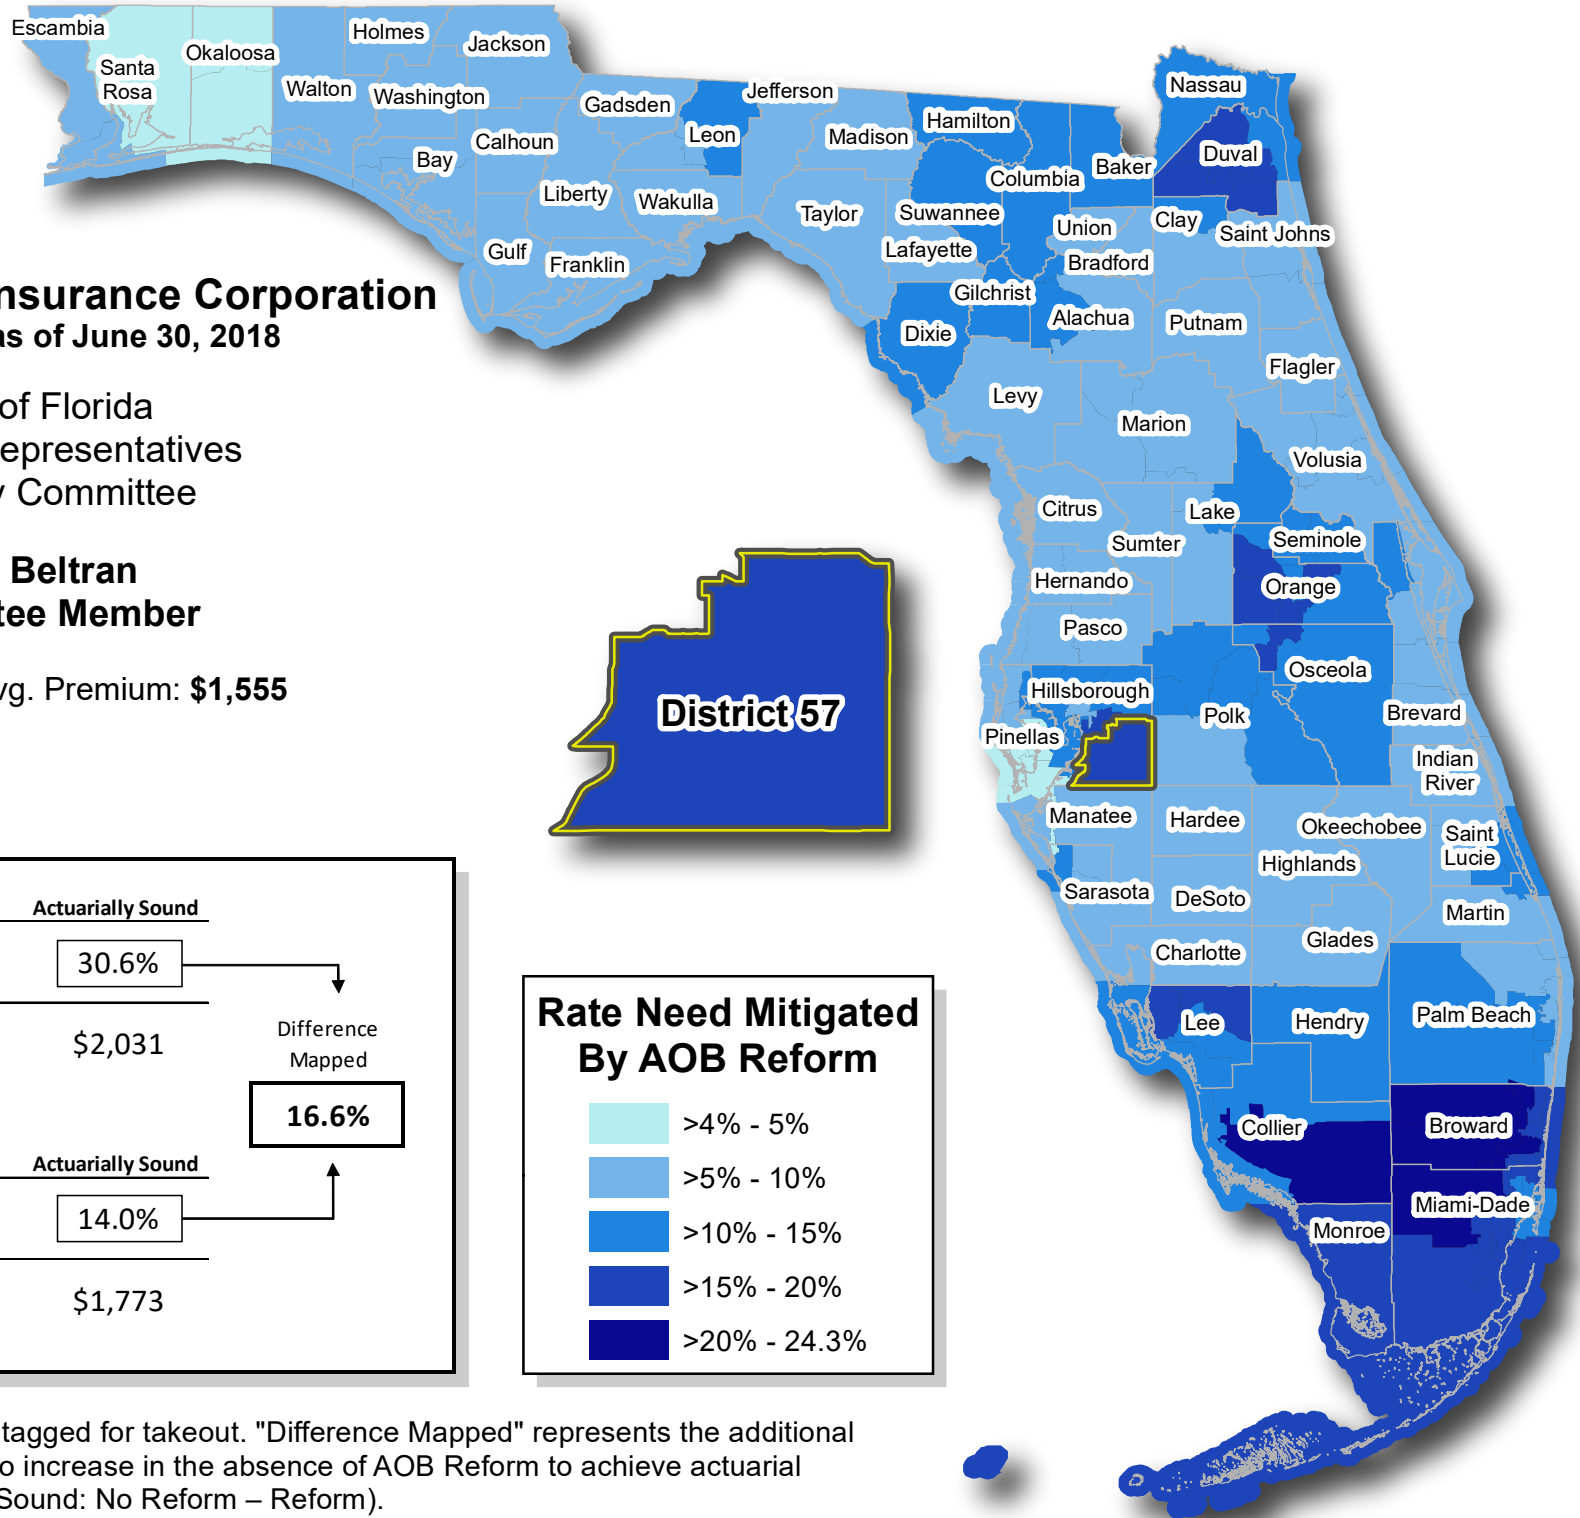 Escambia
Santa
Rosa
Okaloosa
Holmes
Jackson
Walton
Washington
Bay
Calhoun
Gulf
Gadsden
Liberty
Franklin
Leon
Wakulla
Jefferson
Madison
Taylor
Hamilton
Suwannee
Lafayette
Columbia
Baker
Nassau
Duval
Union
Clay
Saint Johns
Bradford
Gilchrist
Dixie
Alachua
Putnam
Flagler
Levy
Marion
Volusia
Citrus
Lake
Sumter
Seminole
Hernando
Orange
Pasco
Osceola
Hillsborough
Polk
Brevard
Pinellas
Indian
River
Manatee
Hardee
Okeechobee
Saint
Lucie
Highlands
Sarasota
DeSoto
Martin
Charlotte
Glades
Lee
Hendry
Palm Beach
Collier
Broward
Miami-Dade
Monroe
nsurance Corporation
as of June 30, 2018
of Florida
epresentatives
Committee
Beltran
tee Member
vg. Premium: $1,555
District 57
Actuarially Sound
30.6%
$2,031
Difference
Mapped
16.6%
Actuarially Sound
14.0%
$1,773
Rate Need Mitigated
By AOB Reform
>4% - 5%
>5% - 10%
>10% - 15%
>15% - 20%
>20% - 24.3%
tagged for takeout. "Difference Mapped" represents the additional
o increase in the absence of AOB Reform to achieve actuarial
Sound: No Reform – Reform).